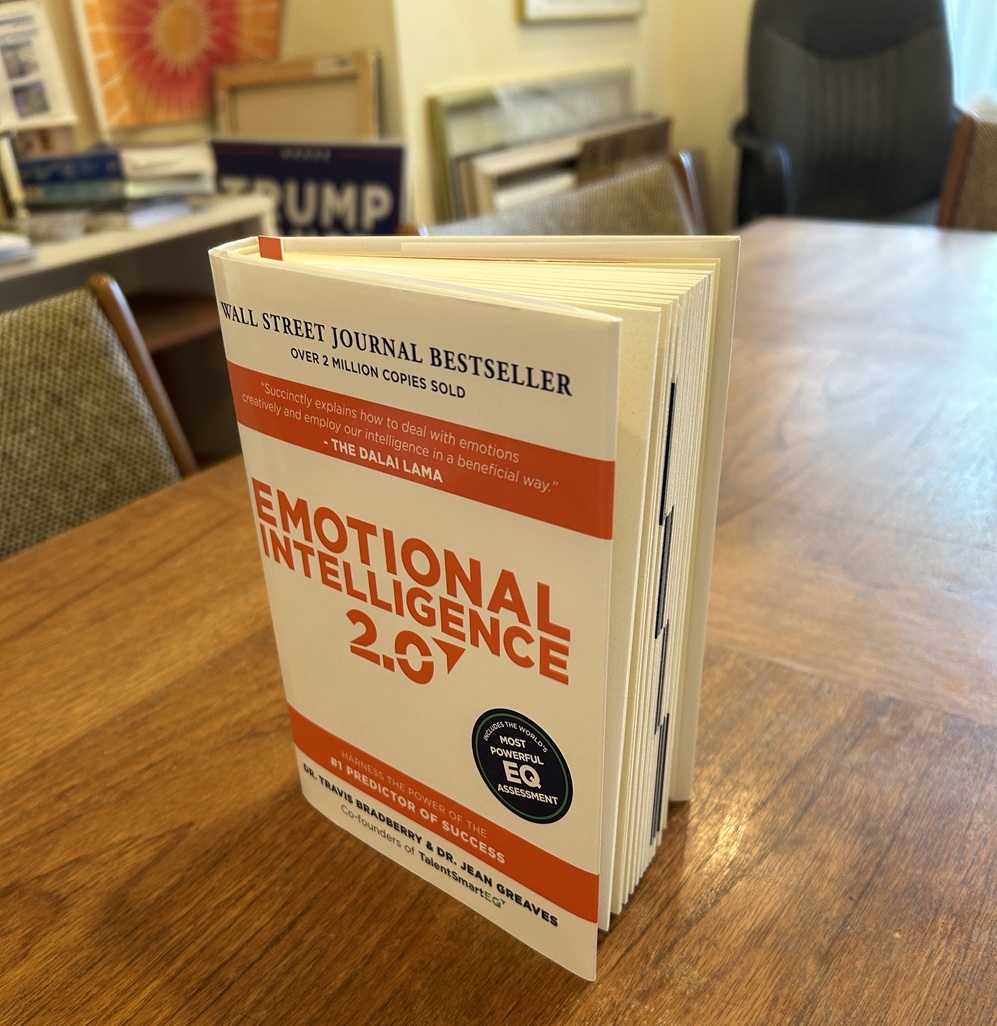 TRUMP
WALL STREET JOURNAL BESTSELLER
OVER 2 MILLION COPIES SOLD
"Succinctly explains how to deal with emotions
creatively and employ our intelligence in a beneficial way."
- THE DALAI LAMA
EMOTIONAL
INTELLIGENCE
2.0
INCLUDES THE WORLD'S
MOST
POWERFUL
EQ
ASSESSMENT
HARNESS THE POWER OF THE
#1 PREDICTOR OF SUCCESS
DR. TRAVIS BRADBERRY & DR. JEAN GREAVES
Co-founders of TalentSmartEQ